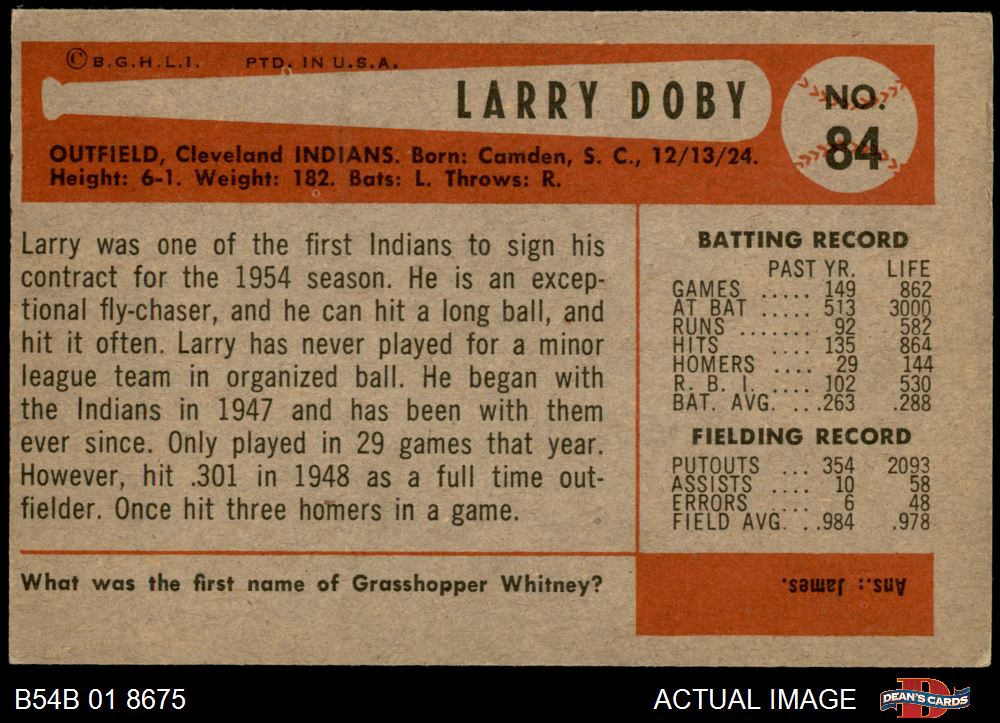 ©B.G.H.L.I. PTD. IN U.S.A.
LARRY DOBY
NO.
84
OUTFIELD, Cleveland INDIANS. Born: Camden, S. C., 12/13/24.
Height: 6-1. Weight: 182. Bats: L. Throws: R.
Larry was one of the first Indians to sign his
contract for the 1954 season. He is an excep-
tional fly-chaser, and he can hit a long ball, and
hit it often. Larry has never played for a minor
league team in organized ball. He began with
the Indians in 1947 and has been with them
ever since. Only played in 29 games that year.
However, hit .301 in 1948 as a full time out-
fielder. Once hit three homers in a game.
BATTING RECORD
PAST YR. LIFE
GAMES ..... 149 862
AT BAT ..... 513 3000
RUNS ........ 92 582
HITS .... 135 864
HOMERS .... 29 144
R. B. I. .... 102 530
BAT. AVG. ...263 .288
FIELDING RECORD
PUTOUTS ... 354 2093
ASSISTS .... 10 58
ERRORS .... 6 48
FIELD AVG. ..984 .978
What was the first name of Grasshopper Whitney?
Ans.: James.
B54B 01 8675
ACTUAL IMAGE
DEAN'S CARDS